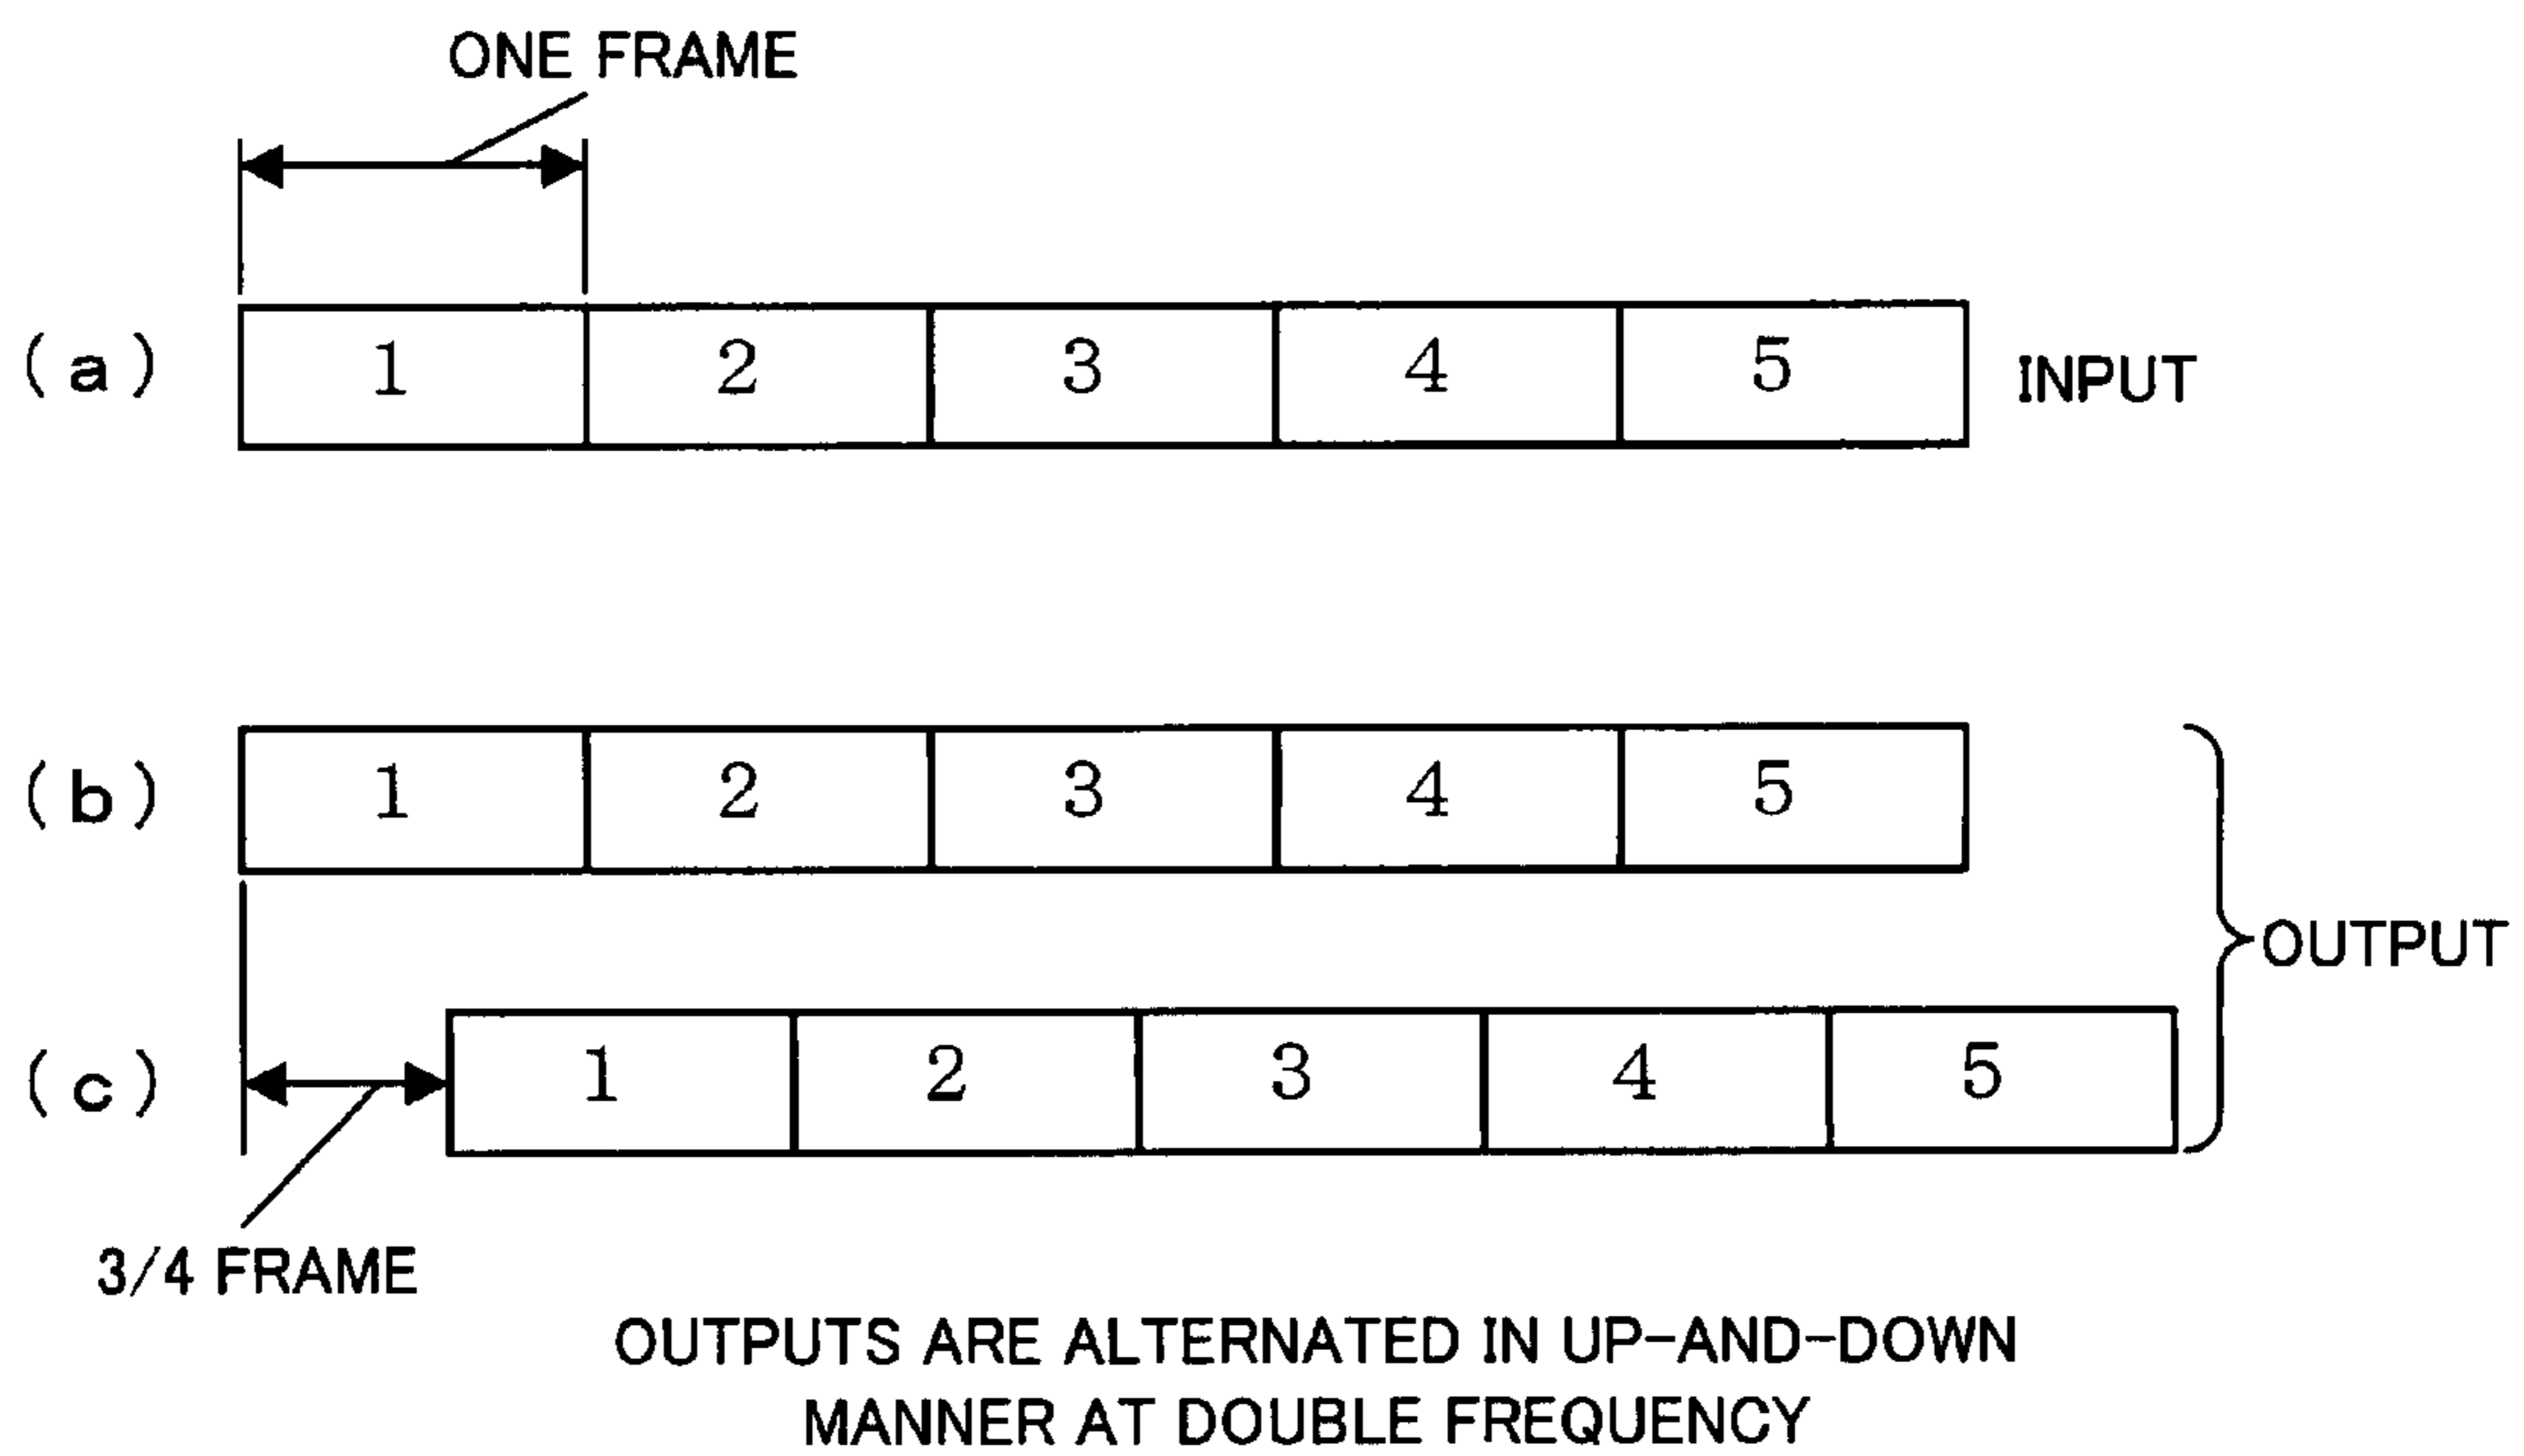 ONE FRAME
(a) 1 2 3 4 5 INPUT
(b) 1 2 3 4 5
OUTPUT
(c) 1 2 3 4 5
3/4 FRAME
OUTPUTS ARE ALTERNATED IN UP-AND-DOWN
MANNER AT DOUBLE FREQUENCY